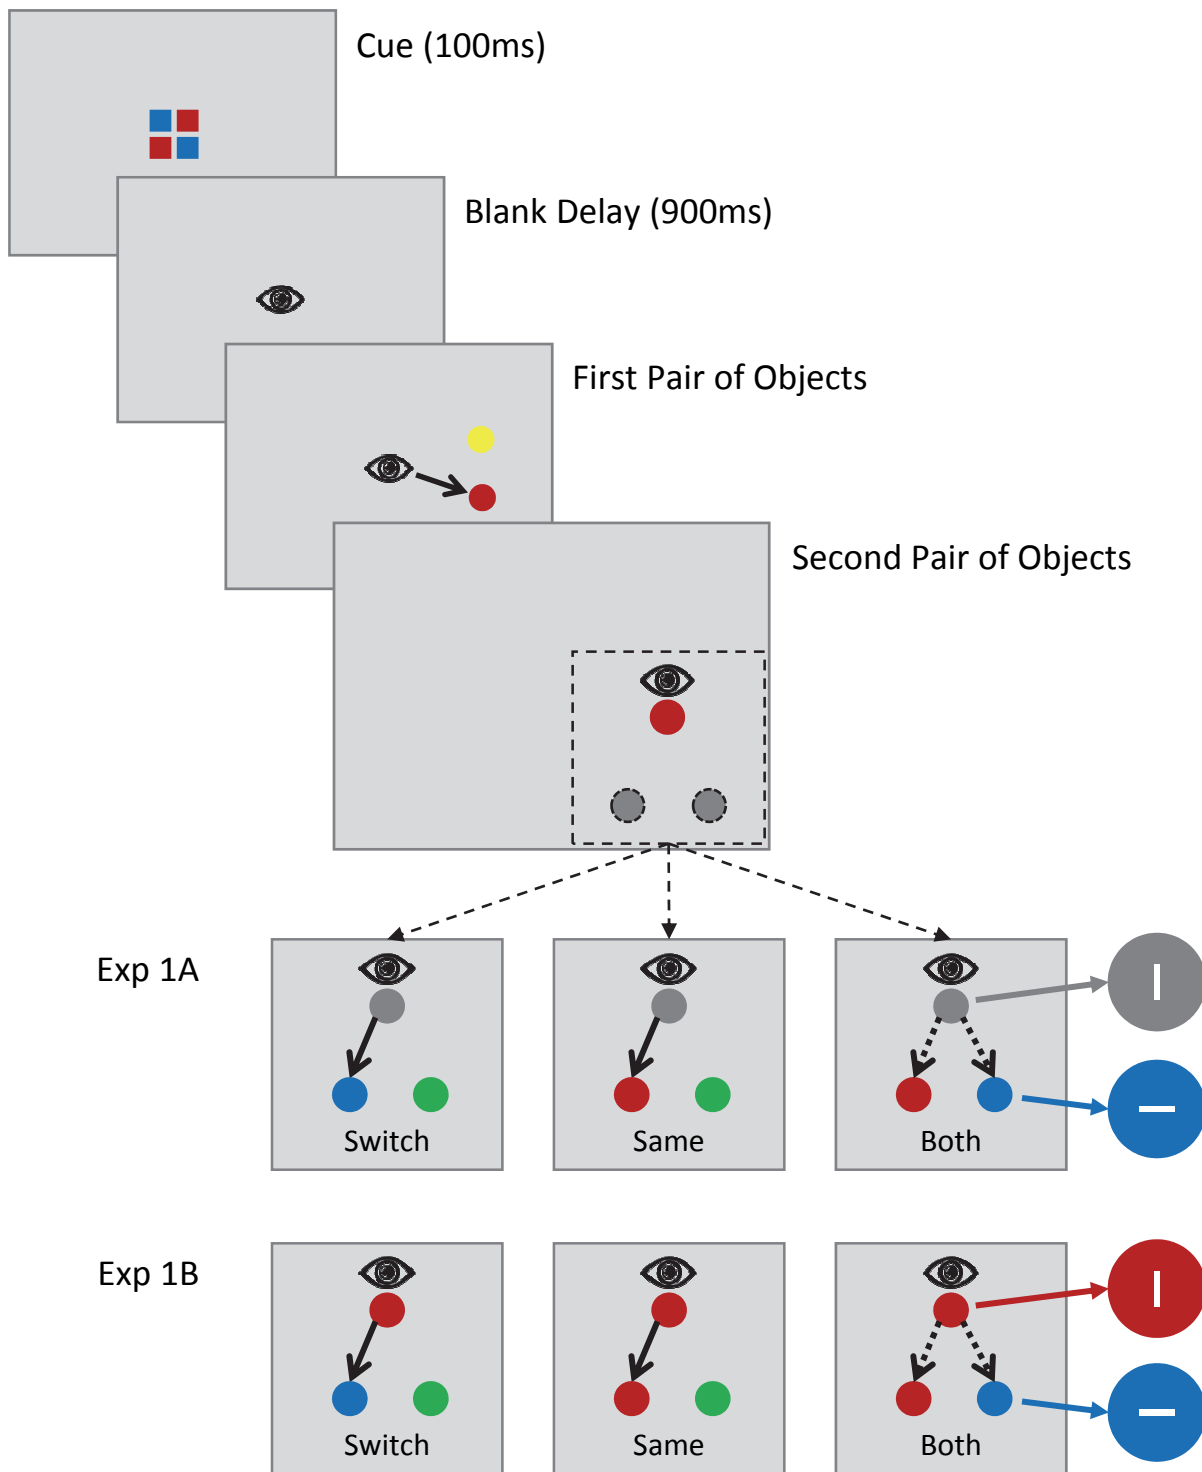 Cue (100ms)
Blank Delay (900ms)
First Pair of Objects
Second Pair of Objects
Exp 1A
Switch
Same
Both
Exp 1B
Switch
Same
Both